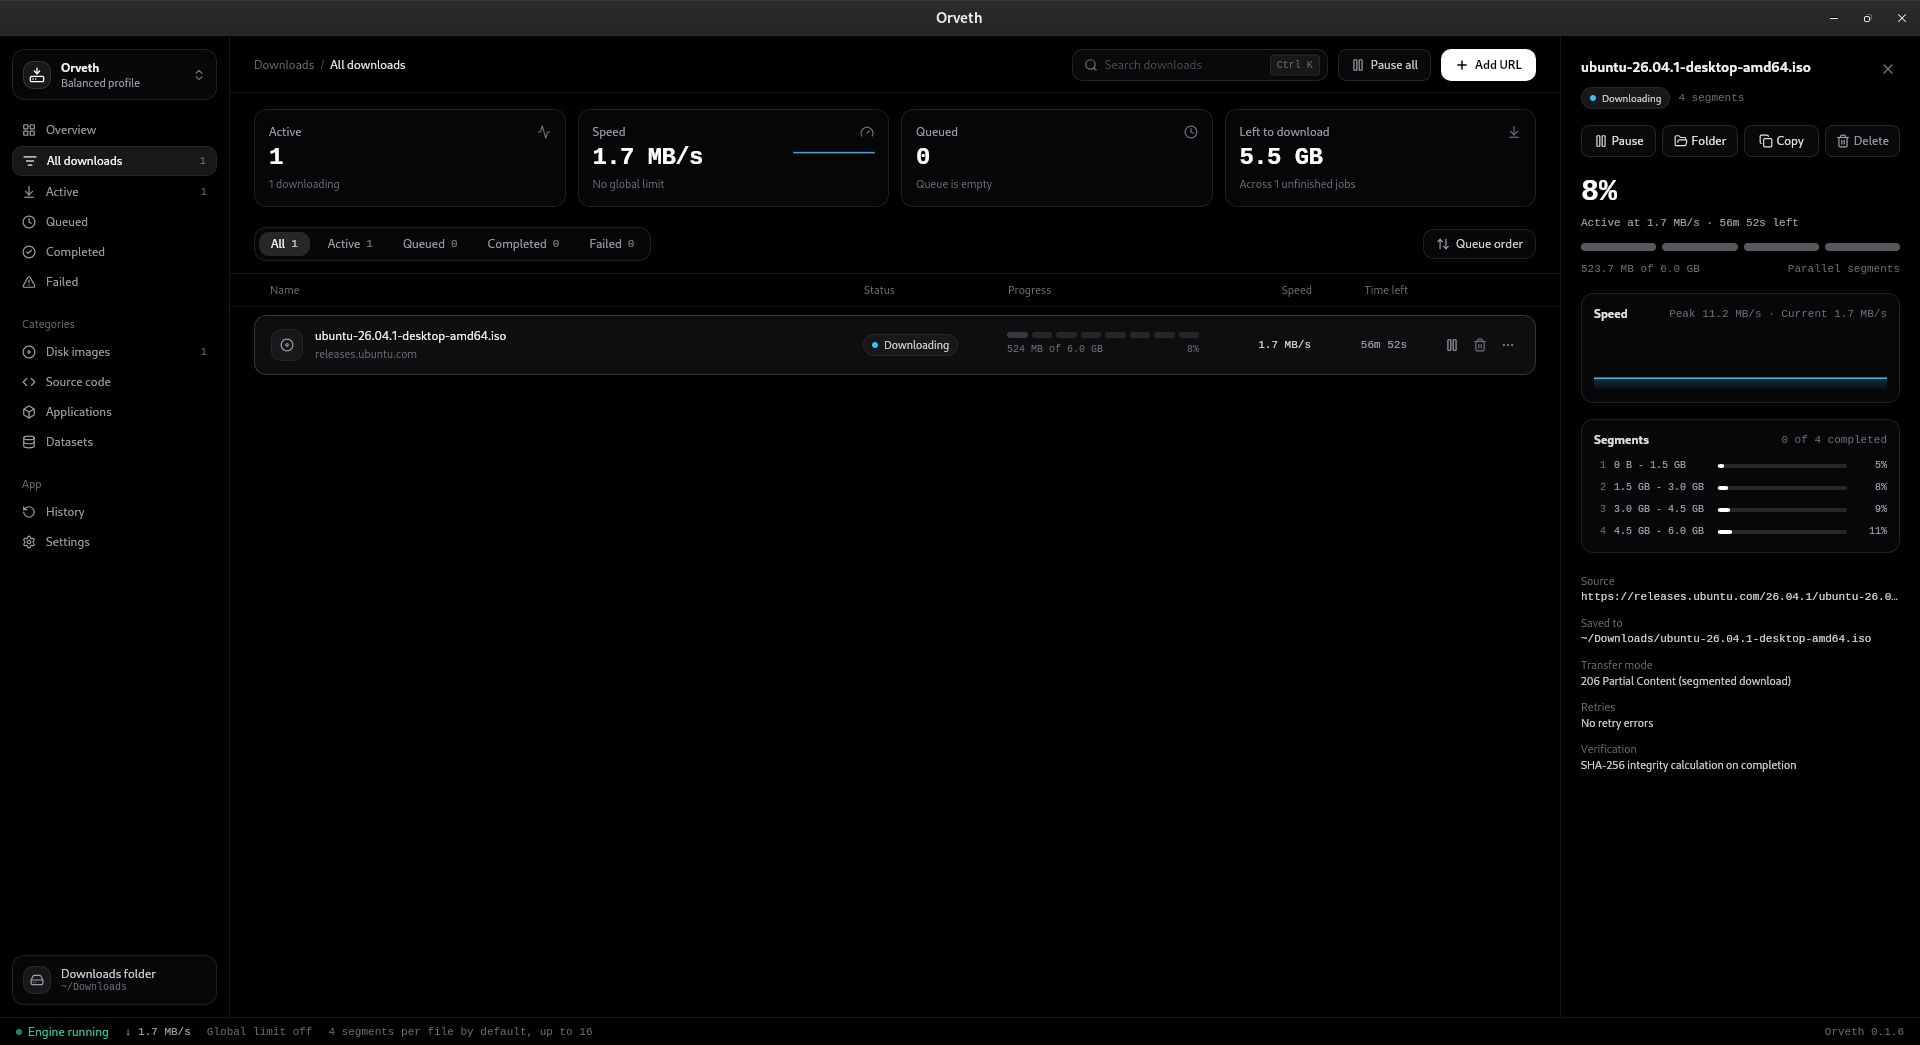 Orveth
Orveth
Balanced profile
Overview
All downloads 1
Active 1
Queued
Completed
Failed
Categories
Disk images 1
Source code
Applications
Datasets
App
History
Settings
Downloads folder
~/Downloads
Downloads / All downloads
Search downloads Ctrl K
Pause all
Add URL
Active
1
1 downloading
Speed
1.7 MB/s
No global limit
Queued
0
Queue is empty
Left to download
5.5 GB
Across 1 unfinished jobs
All 1 Active 1 Queued 0 Completed 0 Failed 0
Queue order
Name Status Progress Speed Time left
ubuntu-26.04.1-desktop-amd64.iso
releases.ubuntu.com
Downloading
524 MB of 6.0 GB 8%
1.7 MB/s
56m 52s
ubuntu-26.04.1-desktop-amd64.iso
Downloading 4 segments
Pause Folder Copy Delete
8%
Active at 1.7 MB/s · 56m 52s left
523.7 MB of 6.0 GB Parallel segments
Speed Peak 11.2 MB/s · Current 1.7 MB/s
Segments 0 of 4 completed
1 0 B - 1.5 GB 5%
2 1.5 GB - 3.0 GB 8%
3 3.0 GB - 4.5 GB 9%
4 4.5 GB - 6.0 GB 11%
Source
https://releases.ubuntu.com/26.04.1/ubuntu-26.0…
Saved to
~/Downloads/ubuntu-26.04.1-desktop-amd64.iso
Transfer mode
206 Partial Content (segmented download)
Retries
No retry errors
Verification
SHA-256 integrity calculation on completion
Engine running ↓ 1.7 MB/s Global limit off 4 segments per file by default, up to 16 Orveth 0.1.6